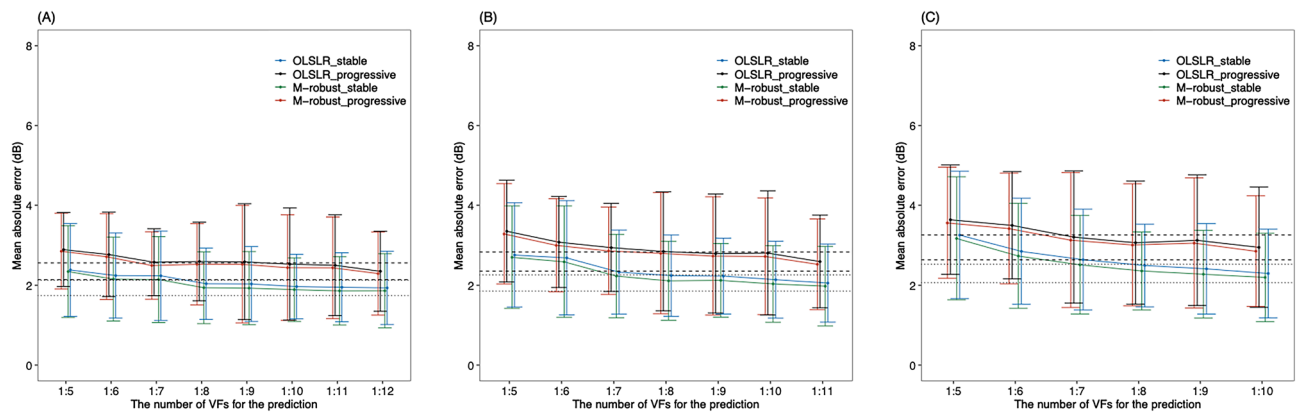 (A)
8
6
4
2
0
Mean absolute error (dB)
OLSLR_stable
OLSLR_progressive
M−robust_stable
M−robust_progressive
1:5 1:6 1:7 1:8 1:9 1:10 1:11 1:12
The number of VFs for the prediction
(B)
8
6
4
2
0
Mean absolute error (dB)
OLSLR_stable
OLSLR_progressive
M−robust_stable
M−robust_progressive
1:5 1:6 1:7 1:8 1:9 1:10 1:11
The number of VFs for the prediction
(C)
8
6
4
2
0
Mean absolute error (dB)
OLSLR_stable
OLSLR_progressive
M−robust_stable
M−robust_progressive
1:5 1:6 1:7 1:8 1:9 1:10
The number of VFs for the prediction